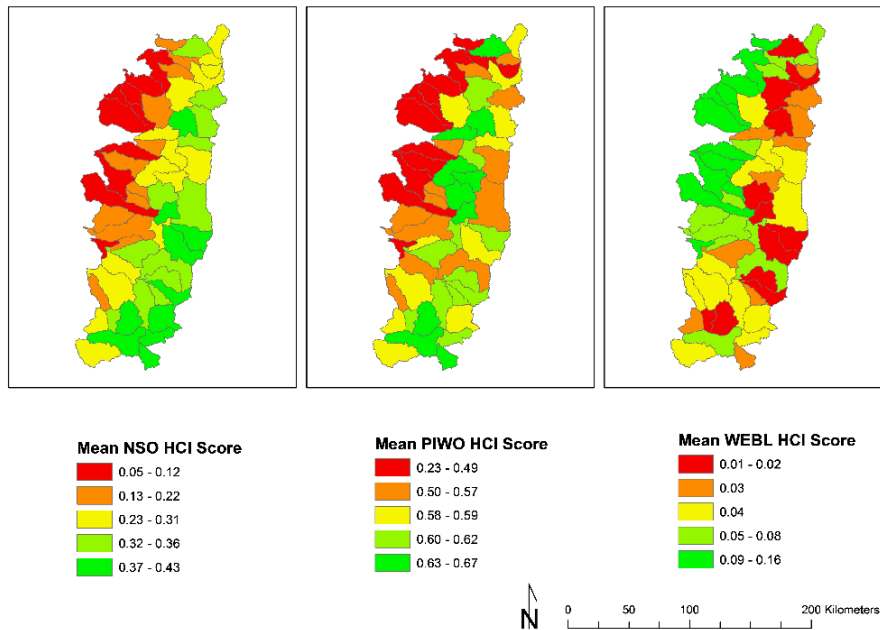 Mean NSO HCI Score
0.05 - 0.12
0.13 - 0.22
0.23 - 0.31
0.32 - 0.36
0.37 - 0.43
Mean PIWO HCI Score
0.23 - 0.49
0.50 - 0.57
0.58 - 0.59
0.60 - 0.62
0.63 - 0.67
Mean WEBL HCI Score
0.01 - 0.02
0.03
0.04
0.05 - 0.08
0.09 - 0.16
N
0 50 100 200 Kilometers